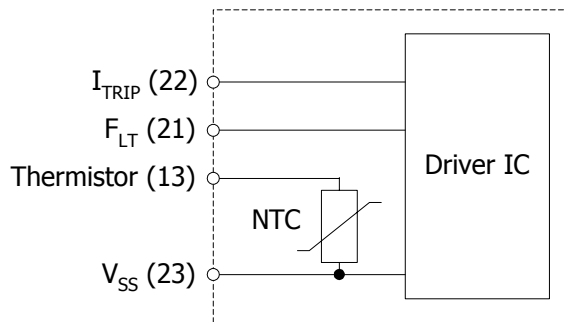 I_TRIP (22)
F_LT (21)
Thermistor (13)
Driver IC
NTC
V_SS (23)